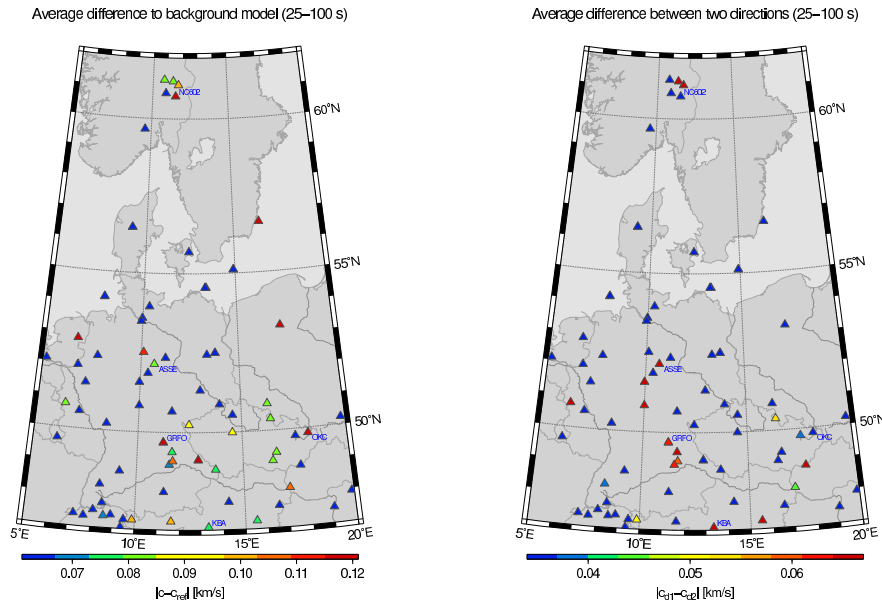 Average difference to background model (25–100 s)
NC602
60°N
55°N
ASSE
50°N
GRFO
OKC
KBA
5°E
10°E
15°E
20°E
0.07 0.08 0.09 0.10 0.11 0.12
|c–c_ref| [km/s]
Average difference between two directions (25–100 s)
NC602
60°N
55°N
ASSE
50°N
GRFO
OKC
KBA
5°E
10°E
15°E
20°E
0.04 0.05 0.06
|c_d1–c_d2| [km/s]